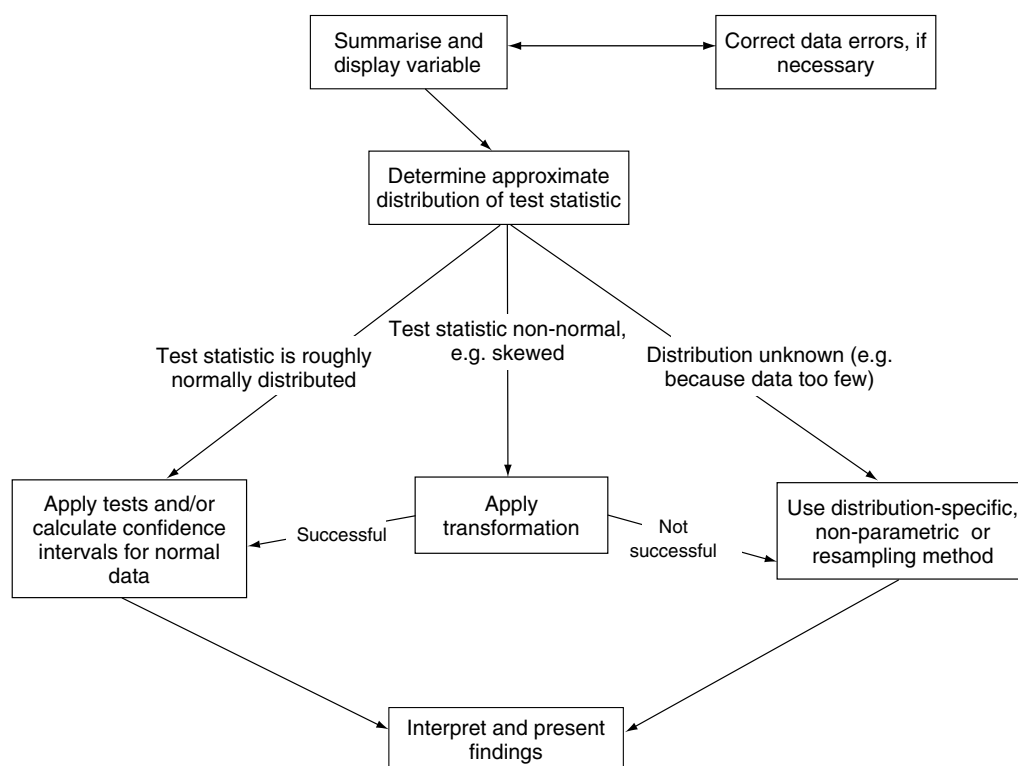 Summarise and
display variable
Correct data errors, if
necessary
Determine approximate
distribution of test statistic
Test statistic is roughly
normally distributed
Test statistic non-normal,
e.g. skewed
Distribution unknown (e.g.
because data too few)
Apply tests and/or
calculate confidence
intervals for normal
data
Successful
Apply
transformation
Not
successful
Use distribution-specific,
non-parametric or
resampling method
Interpret and present
findings